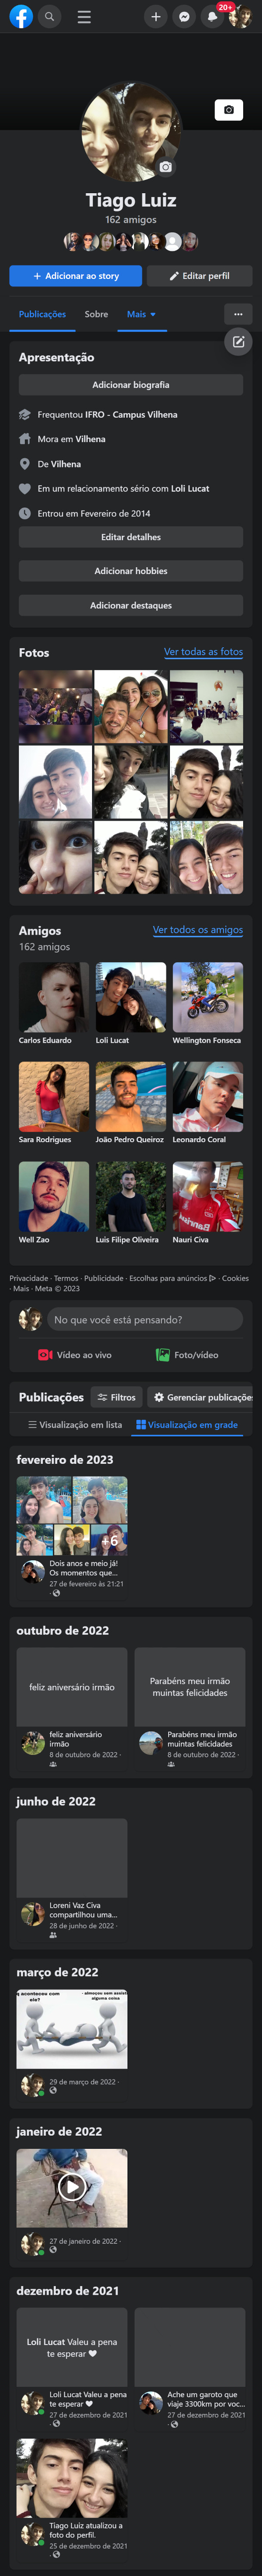 20+
Tiago Luiz
162 amigos
Adicionar ao story
Editar perfil
Publicações
Sobre
Mais
Apresentação
Adicionar biografia
Frequentou IFRO - Campus Vilhena
Mora em Vilhena
De Vilhena
Em um relacionamento sério com Loli Lucat
Entrou em Fevereiro de 2014
Editar detalhes
Adicionar hobbies
Adicionar destaques
Fotos
Ver todas as fotos
Amigos
Ver todos os amigos
162 amigos
Carlos Eduardo
Loli Lucat
Wellington Fonseca
Sara Rodrigues
João Pedro Queiroz
Leonardo Coral
Well Zao
Luis Filipe Oliveira
Nauri Civa
Privacidade · Termos · Publicidade · Escolhas para anúncios · Cookies
· Mais · Meta © 2023
No que você está pensando?
Vídeo ao vivo
Foto/vídeo
Publicações
Filtros
Gerenciar publicações
Visualização em lista
Visualização em grade
fevereiro de 2023
+6
Dois anos e meio já!
Os momentos que...
27 de fevereiro às 21:21
·
outubro de 2022
feliz aniversário irmão
Parabéns meu irmão
muintas felicidades
feliz aniversário
irmão
8 de outubro de 2022 ·
Parabéns meu irmão
muintas felicidades
8 de outubro de 2022 ·
junho de 2022
Loreni Vaz Civa
compartilhou uma...
28 de junho de 2022 ·
março de 2022
aconteceu com
ele?
alguma coisa
29 de março de 2022 ·
janeiro de 2022
27 de janeiro de 2022 ·
dezembro de 2021
Loli Lucat Valeu a pena
te esperar ❤
Loli Lucat Valeu a pena
te esperar ❤
27 de dezembro de 2021
·
Ache um garoto que
viaje 3300km por voc...
27 de dezembro de 2021
·
Tiago Luiz atualizou a
foto do perfil.
25 de dezembro de 2021
·